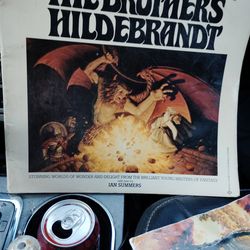 THE BROTHERS
HILDEBRANDT
STUNNING WORLDS OF WONDER AND DELIGHT FROM THE BRILLIANT YOUNG MASTERS OF FANTASY
IAN SUMMERS